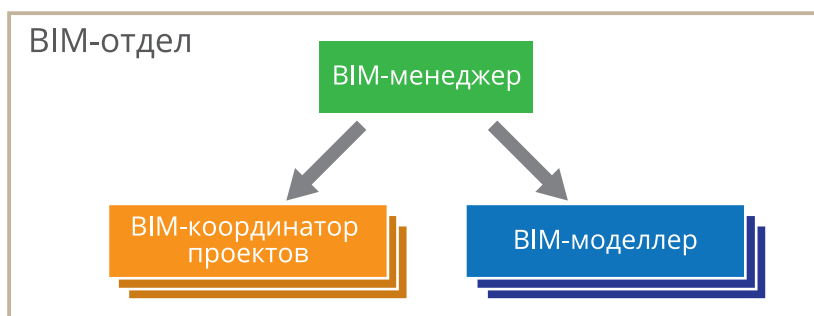 BIM-отдел
BIM-менеджер
BIM-координатор
проектов
BIM-моделлер